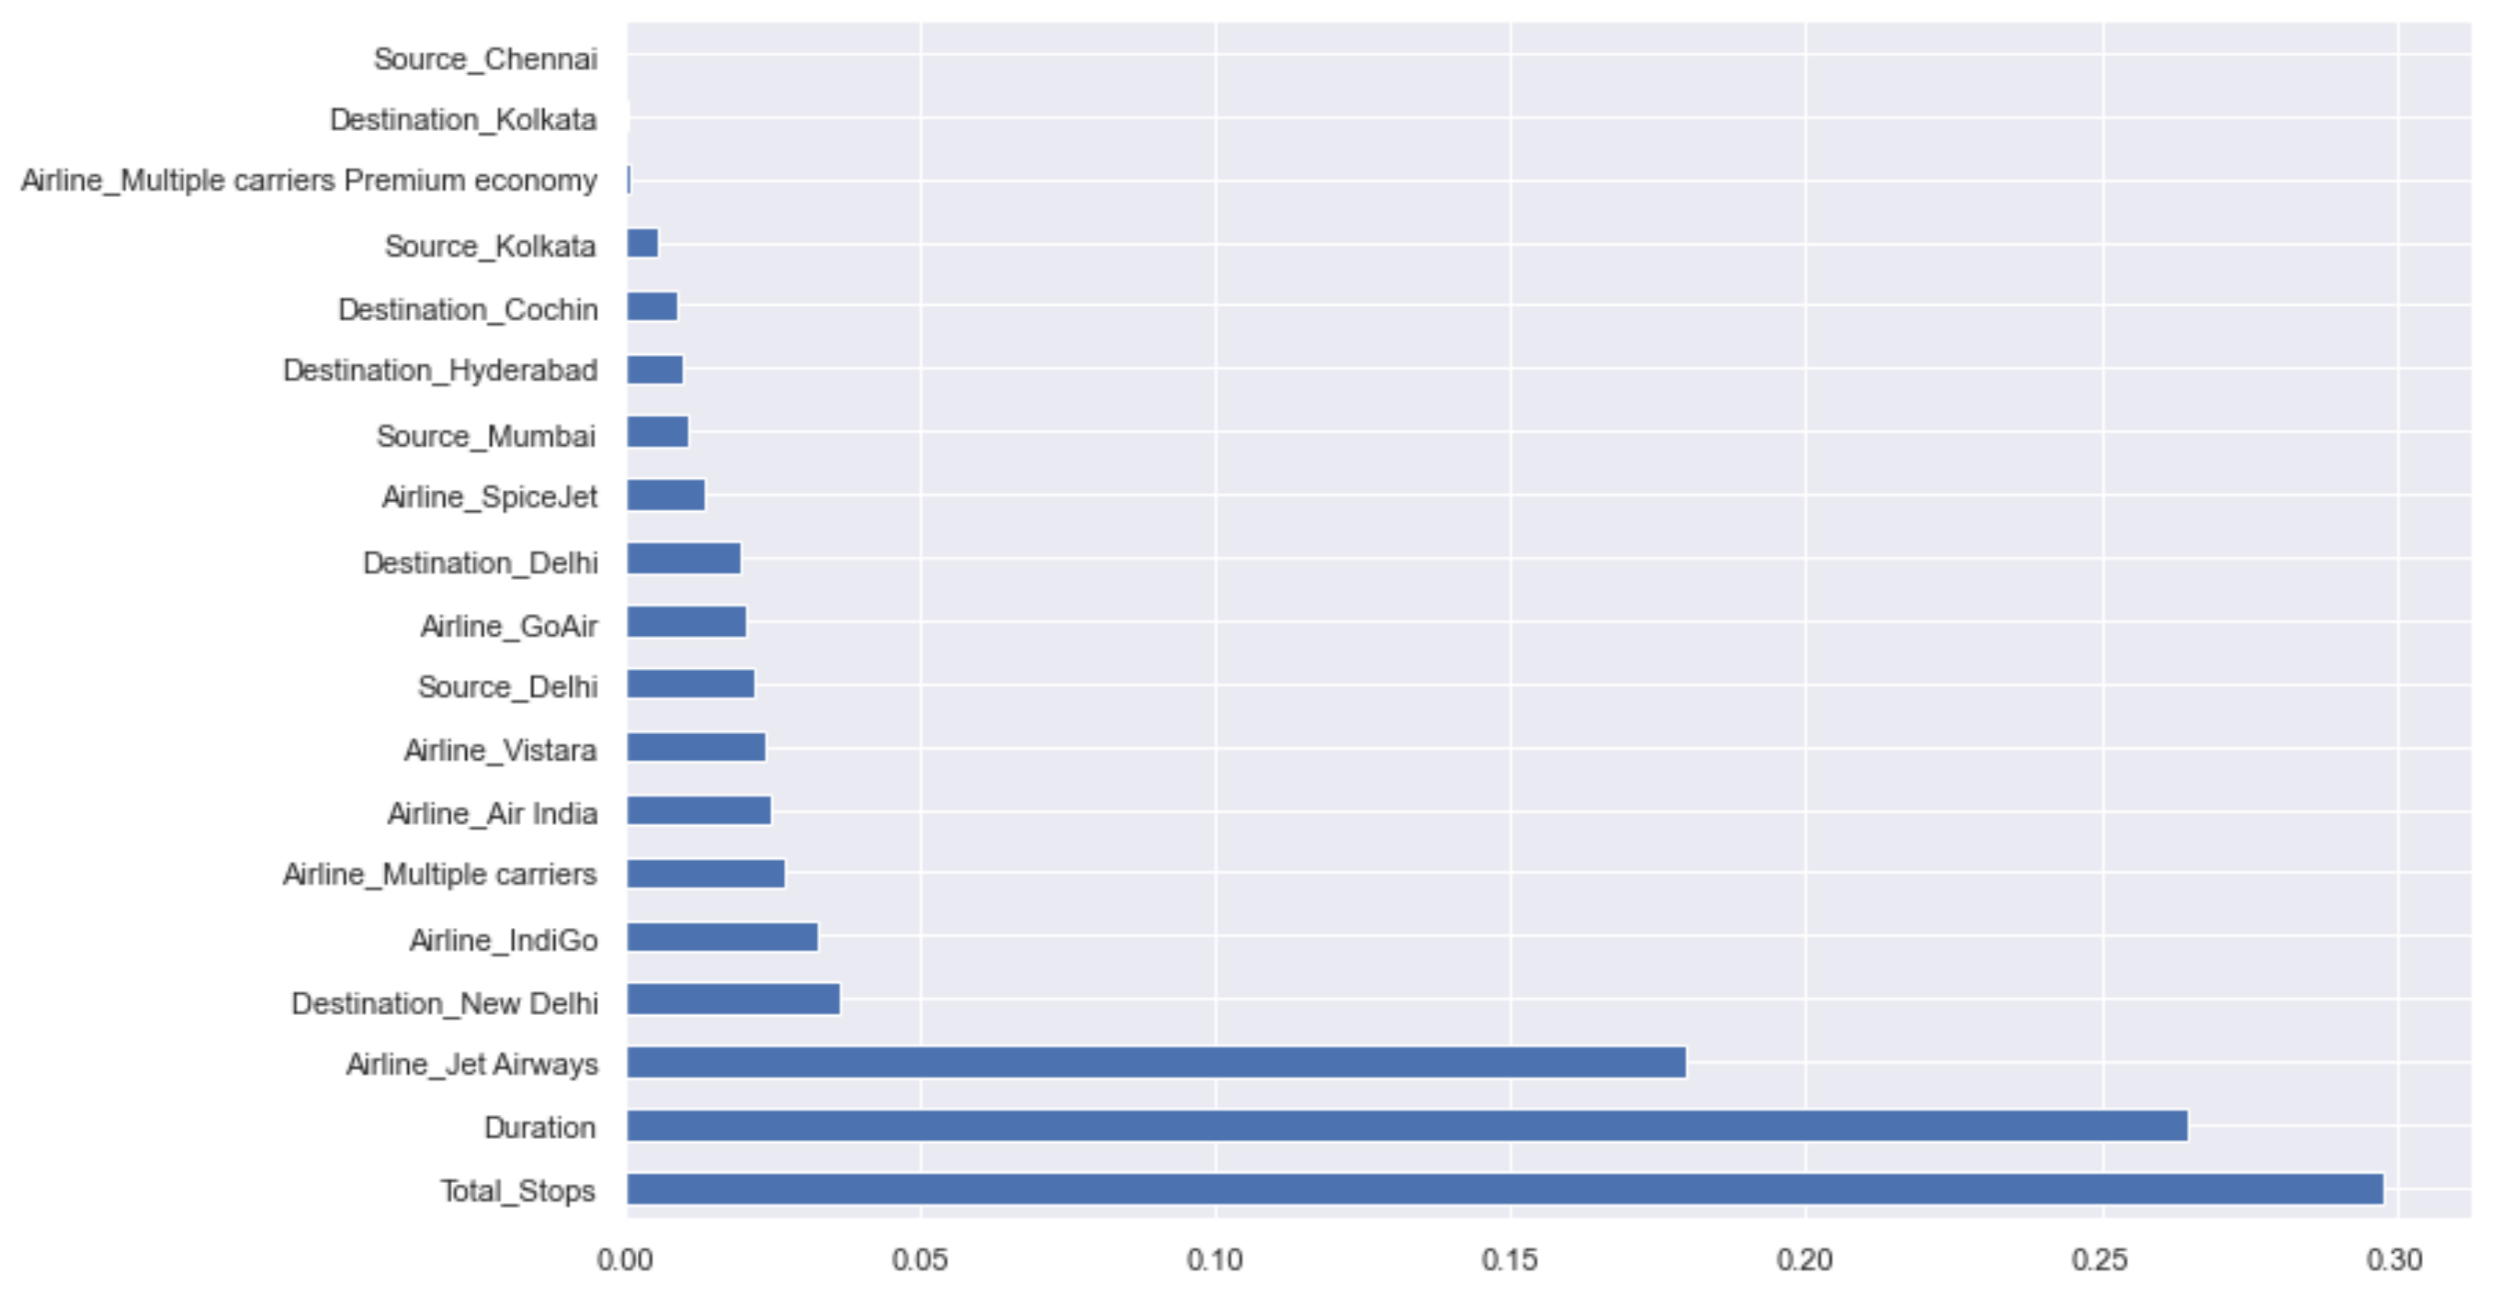 Source_Chennai
Destination_Kolkata
Airline_Multiple carriers Premium economy
Source_Kolkata
Destination_Cochin
Destination_Hyderabad
Source_Mumbai
Airline_SpiceJet
Destination_Delhi
Airline_GoAir
Source_Delhi
Airline_Vistara
Airline_Air India
Airline_Multiple carriers
Airline_IndiGo
Destination_New Delhi
Airline_Jet Airways
Duration
Total_Stops
0.00 0.05 0.10 0.15 0.20 0.25 0.30